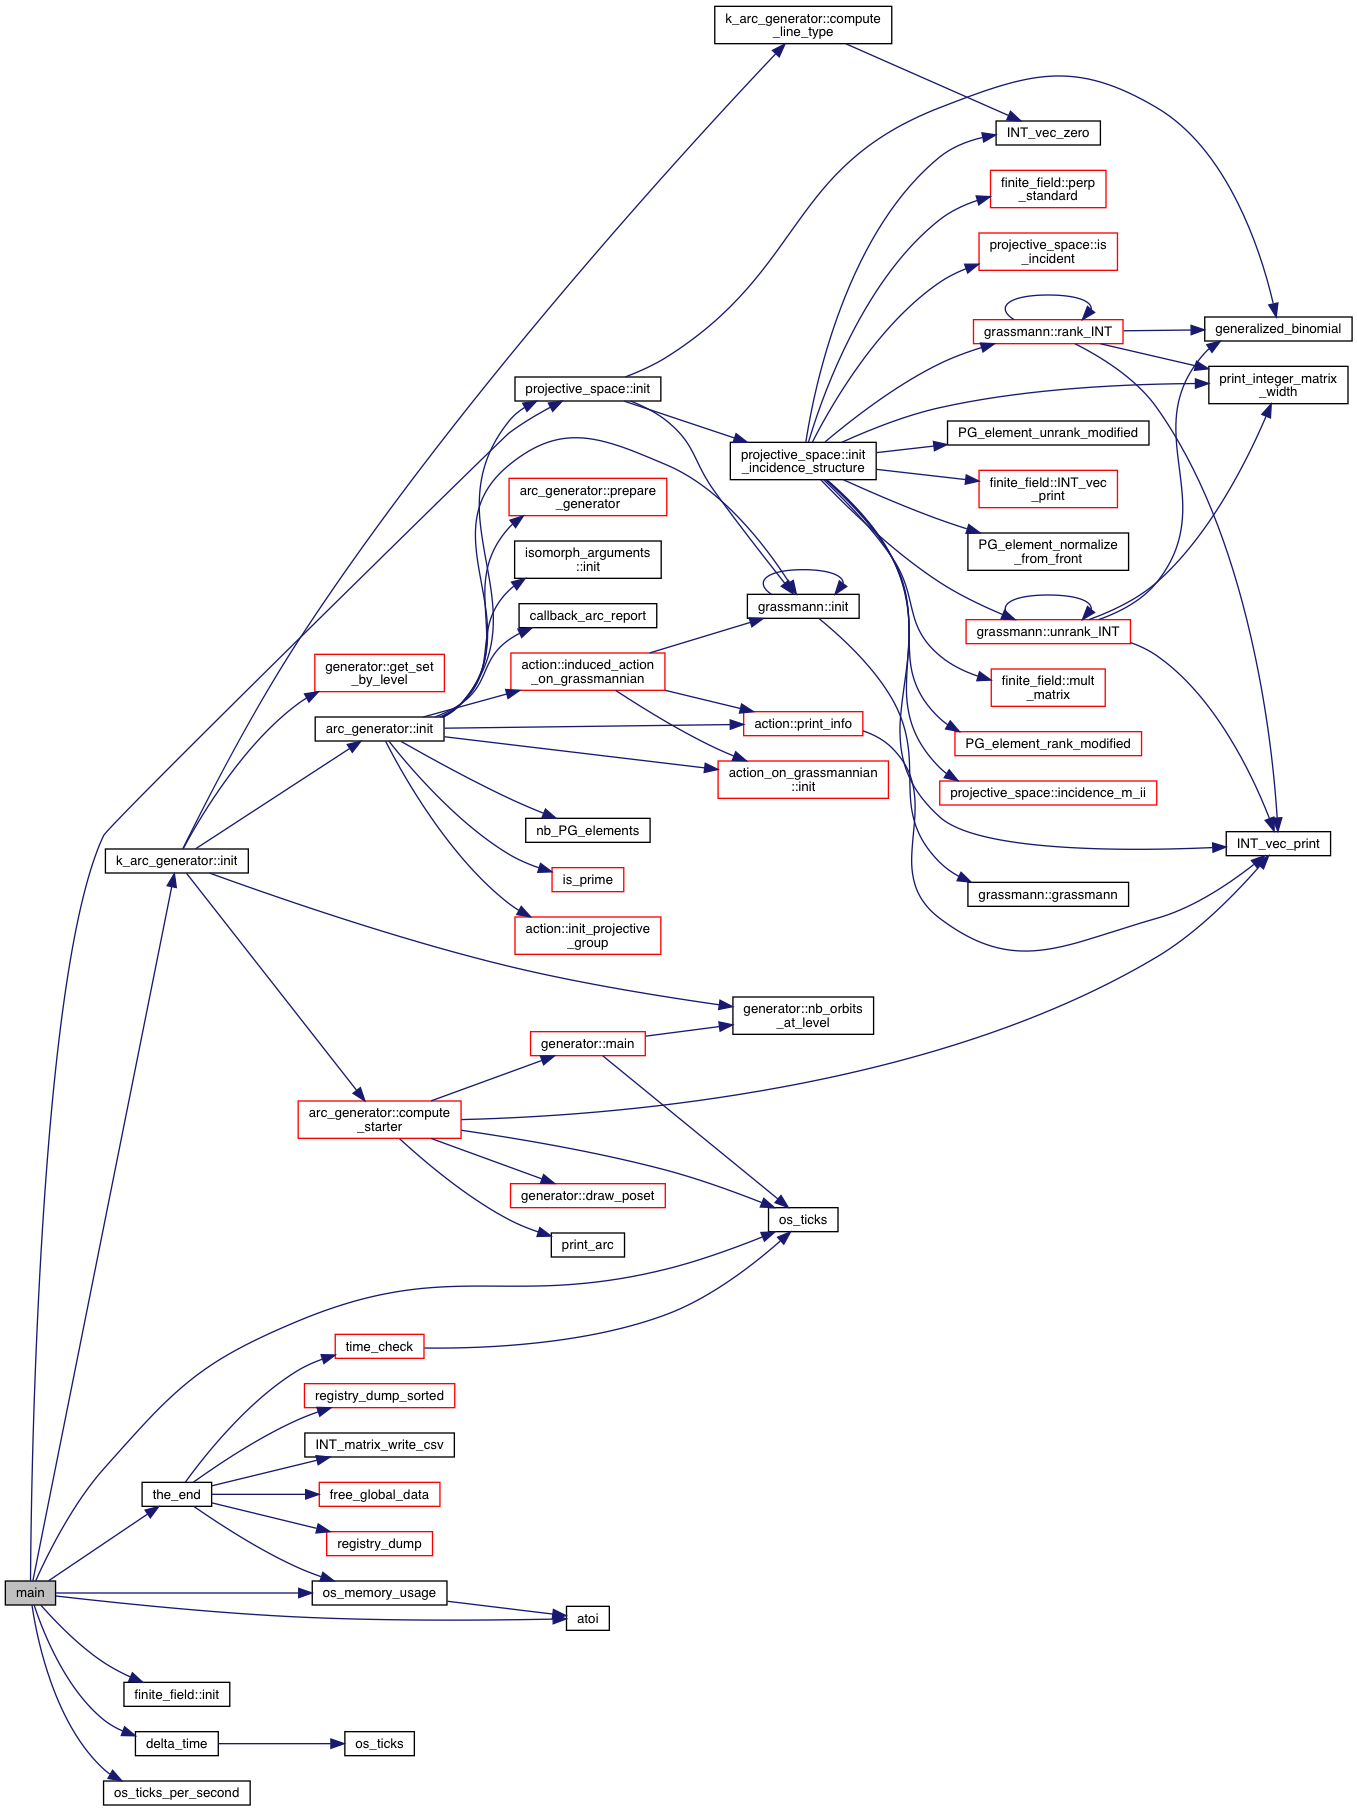 k_arc_generator::compute
_line_type
INT_vec_zero
finite_field::perp
_standard
projective_space::is
_incident
grassmann::rank_INT
generalized_binomial
print_integer_matrix
_width
projective_space::init
PG_element_unrank_modified
projective_space::init
_incidence_structure
finite_field::INT_vec
_print
arc_generator::prepare
_generator
PG_element_normalize
_from_front
isomorph_arguments
::init
grassmann::init
callback_arc_report
grassmann::unrank_INT
action::induced_action
_on_grassmannian
generator::get_set
_by_level
finite_field::mult
_matrix
arc_generator::init
action::print_info
PG_element_rank_modified
action_on_grassmannian
::init
projective_space::incidence_m_ii
nb_PG_elements
INT_vec_print
k_arc_generator::init
is_prime
grassmann::grassmann
action::init_projective
_group
generator::nb_orbits
_at_level
generator::main
arc_generator::compute
_starter
generator::draw_poset
os_ticks
print_arc
time_check
registry_dump_sorted
INT_matrix_write_csv
the_end
free_global_data
registry_dump
main
os_memory_usage
atoi
finite_field::init
delta_time
os_ticks
os_ticks_per_second